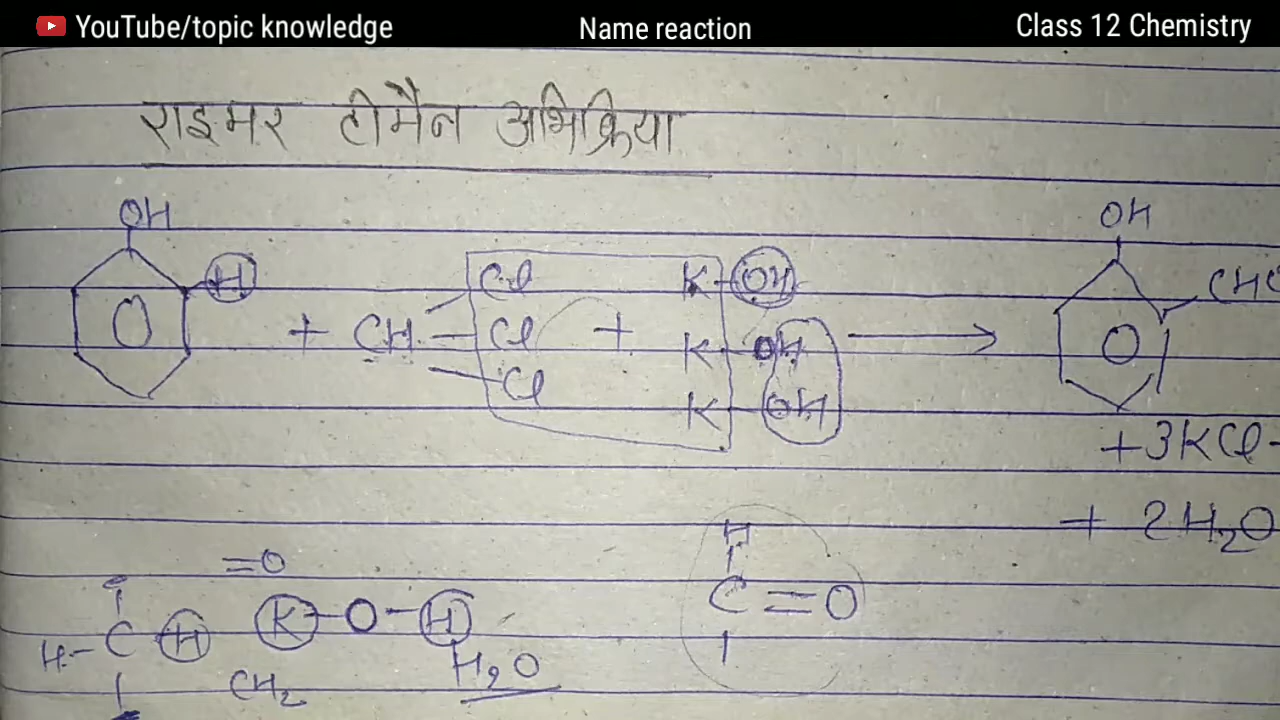 YouTube/topic knowledge
Name reaction
Class 12 Chemistry
राइमर टीमैन अभिक्रिया
OH
H
+ CH
Cl
Cl
Cl
+
K-OH
K-OH
K-OH
OH
+3KCl
+ 2H₂O
=O
H-C H
K-O-H
H₂O
CH₂
H
C=O